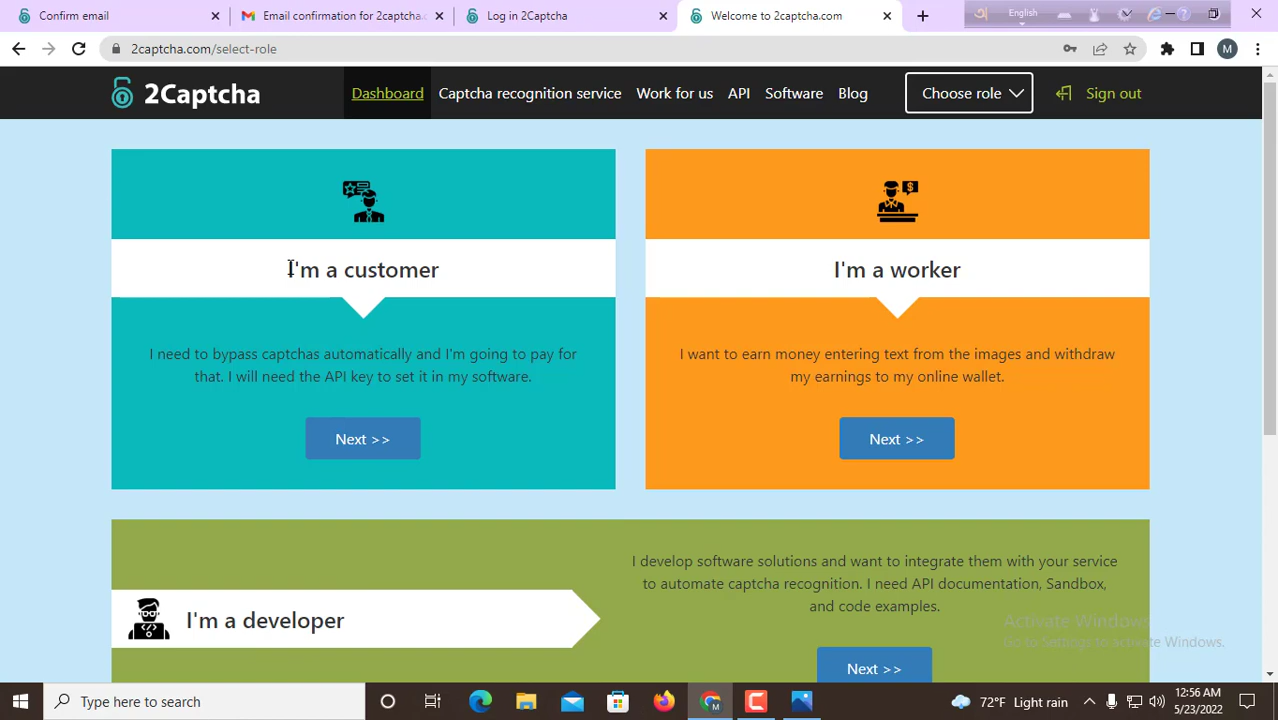 Confirm email
Email confirmation for 2captcha.c
Log in 2Captcha
Welcome to 2captcha.com
English
2captcha.com/select-role
M
2Captcha
Dashboard
Captcha recognition service
Work for us
API
Software
Blog
Choose role
Sign out
$
I'm a customer
I'm a worker
I need to bypass captchas automatically and I'm going to pay for
that. I will need the API key to set it in my software.
Next >>
I want to earn money entering text from the images and withdraw
my earnings to my online wallet.
Next >>
I'm a developer
I develop software solutions and want to integrate them with your service
to automate captcha recognition. I need API documentation, Sandbox,
and code examples.
Next >>
Activate Windows
Go to Settings to activate Windows.
Type here to search
72°F Light rain
12:56 AM
5/23/2022